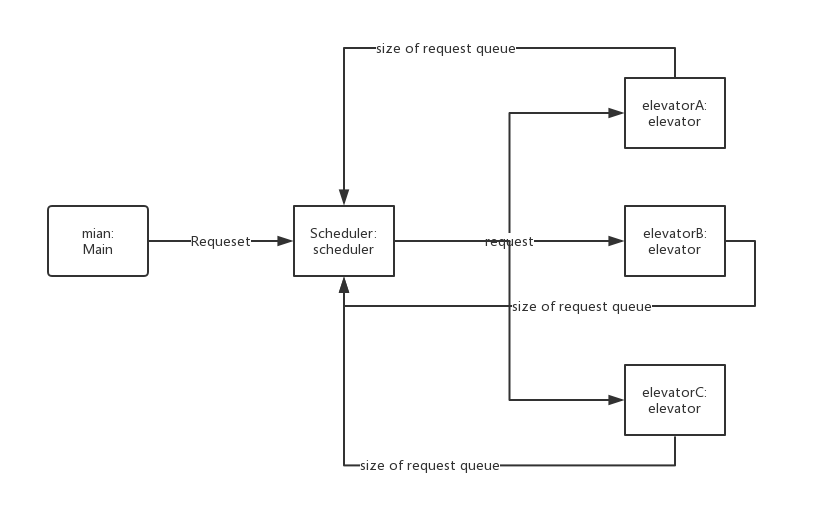 size of request queue
elevatorA:
elevator
mian:
Main
Requeset
Scheduler:
scheduler
request
elevatorB:
elevator
size of request queue
elevatorC:
elevator
size of request queue